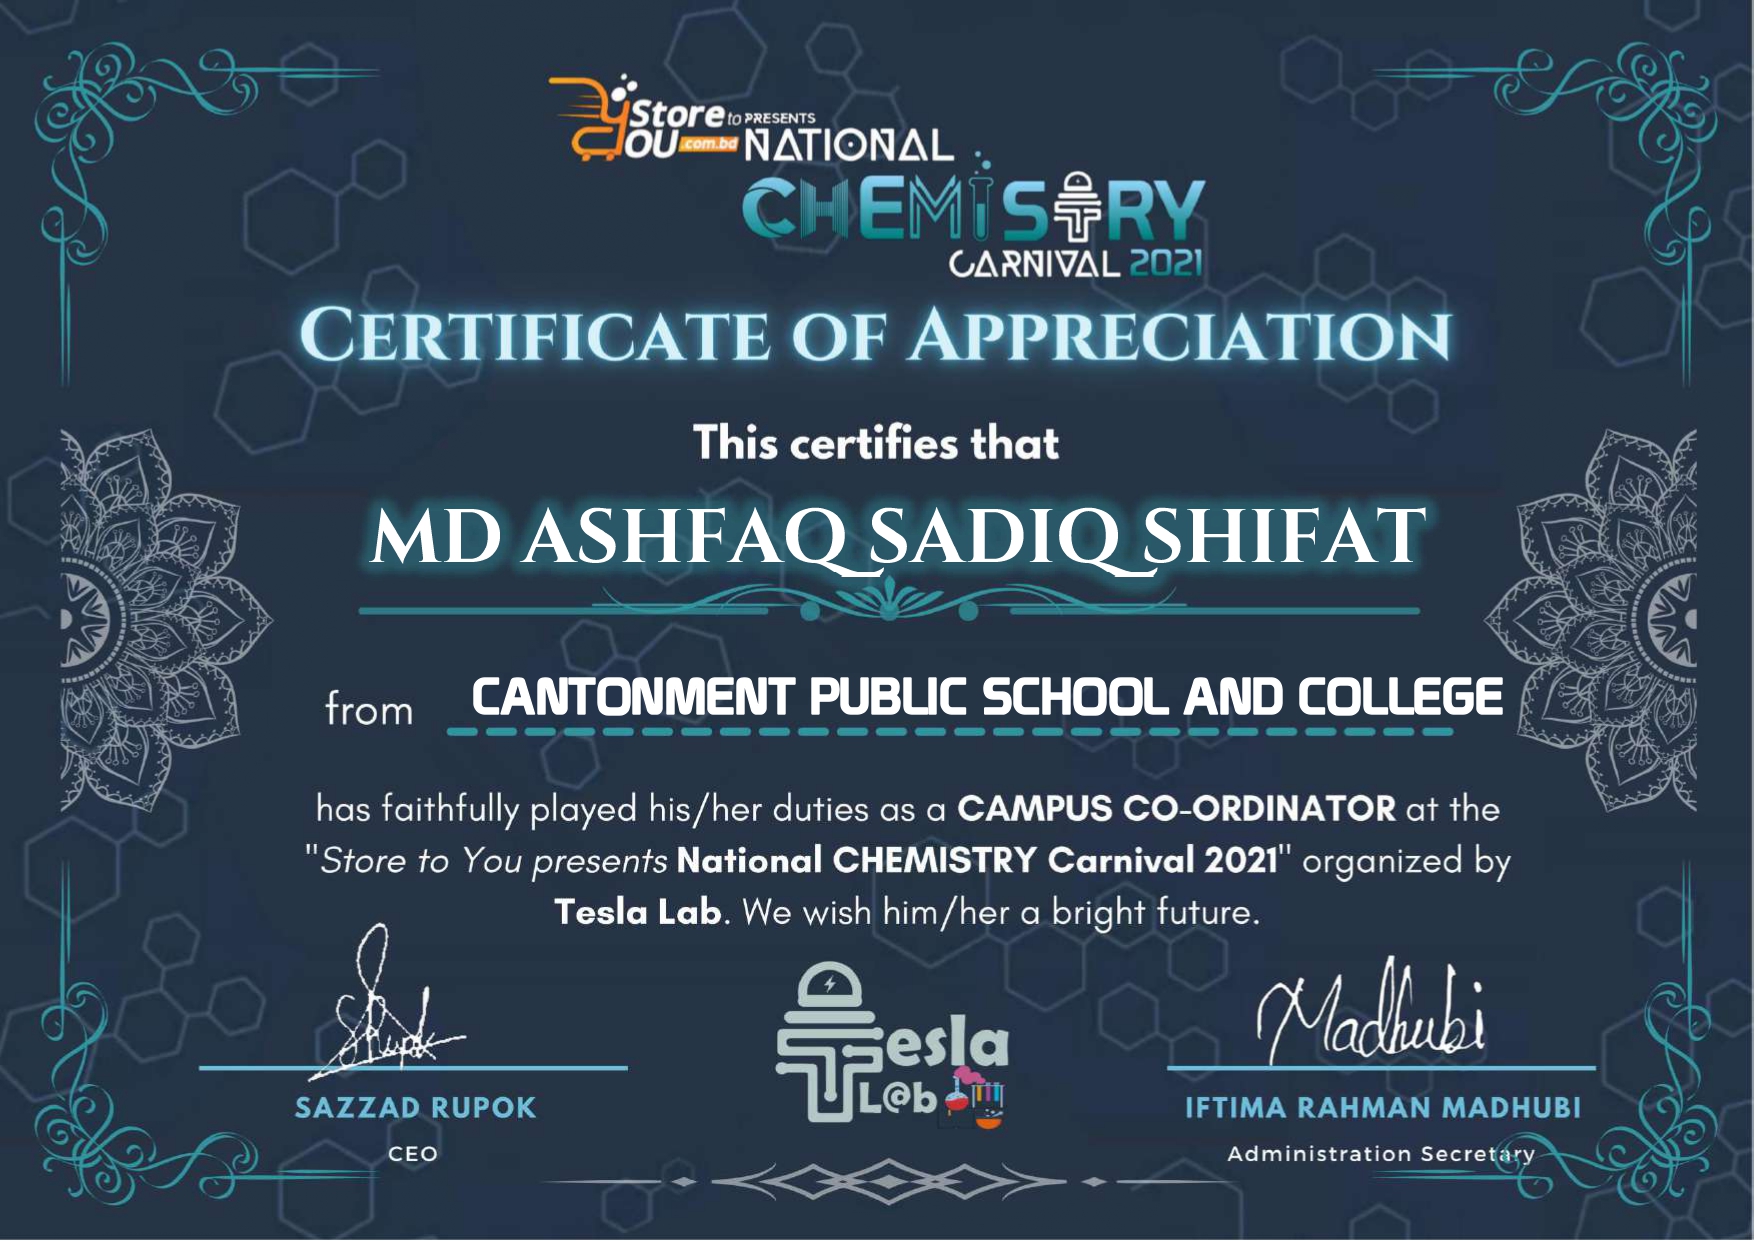 Store to PRESENTS
YOU .com.bd NATIONAL
CHEMISTRY
CARNIVAL 2021
CERTIFICATE OF APPRECIATION
This certifies that
MD ASHFAQ SADIQ SHIFAT
from CANTONMENT PUBLIC SCHOOL AND COLLEGE
has faithfully played his/her duties as a CAMPUS CO-ORDINATOR at the
"Store to You presents National CHEMISTRY Carnival 2021" organized by
Tesla Lab. We wish him/her a bright future.
Madhubi
Tesla
L@b
SAZZAD RUPOK
CEO
IFTIMA RAHMAN MADHUBI
Administration Secretary